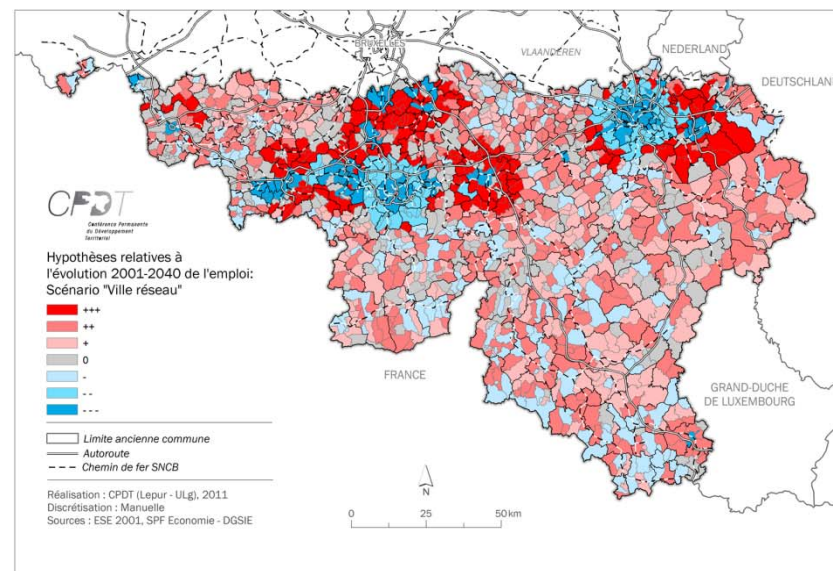 BRUXELLES
VLAANDEREN
NEDERLAND
DEUTSCHLAND
CPDT
Conférence Permanente
du Développement
Territorial
Hypothèses relatives à
l'évolution 2001-2040 de l'emploi:
Scénario "Ville réseau"
+++
++
+
0
-
- -
- - -
FRANCE
GRAND-DUCHE
DE LUXEMBOURG
Limite ancienne commune
Autoroute
Chemin de fer SNCB
Réalisation : CPDT (Lepur - ULg), 2011
Discrétisation : Manuelle
Sources : ESE 2001, SPF Economie - DGSIE
N
0 25 50 km